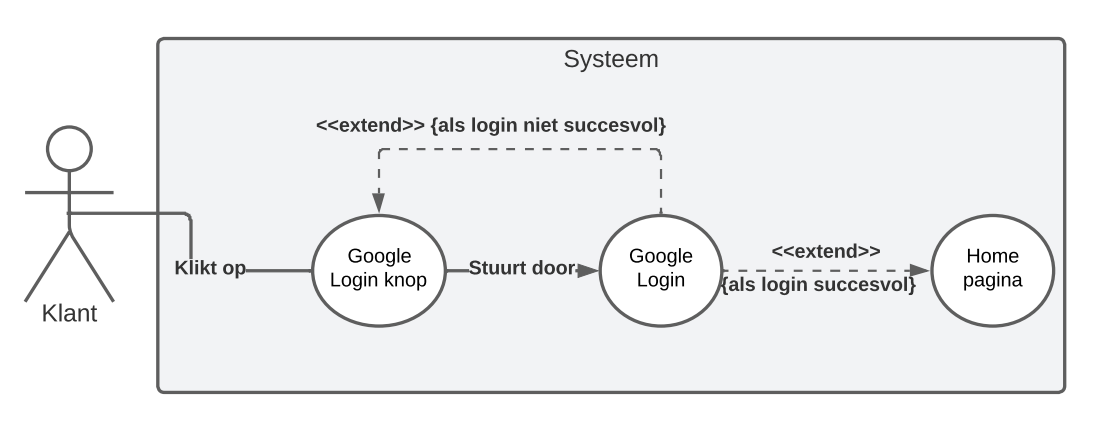 Systeem
<<extend>> {als login niet succesvol}
Klant
Klikt op
Google
Login knop
Stuurt door
Google
Login
<<extend>>
{als login succesvol}
Home
pagina